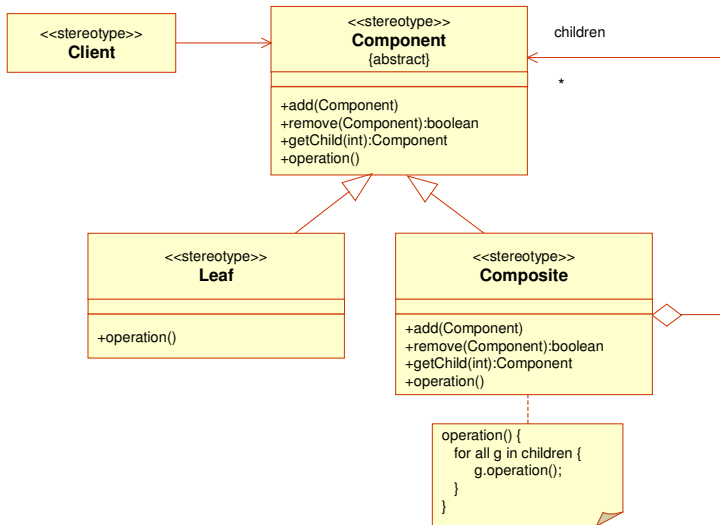 <<stereotype>>
Client
<<stereotype>>
Component
{abstract}
+add(Component)
+remove(Component):boolean
+getChild(int):Component
+operation()
children
*
<<stereotype>>
Leaf
+operation()
<<stereotype>>
Composite
+add(Component)
+remove(Component):boolean
+getChild(int):Component
+operation()
operation() {
for all g in children {
g.operation();
}
}